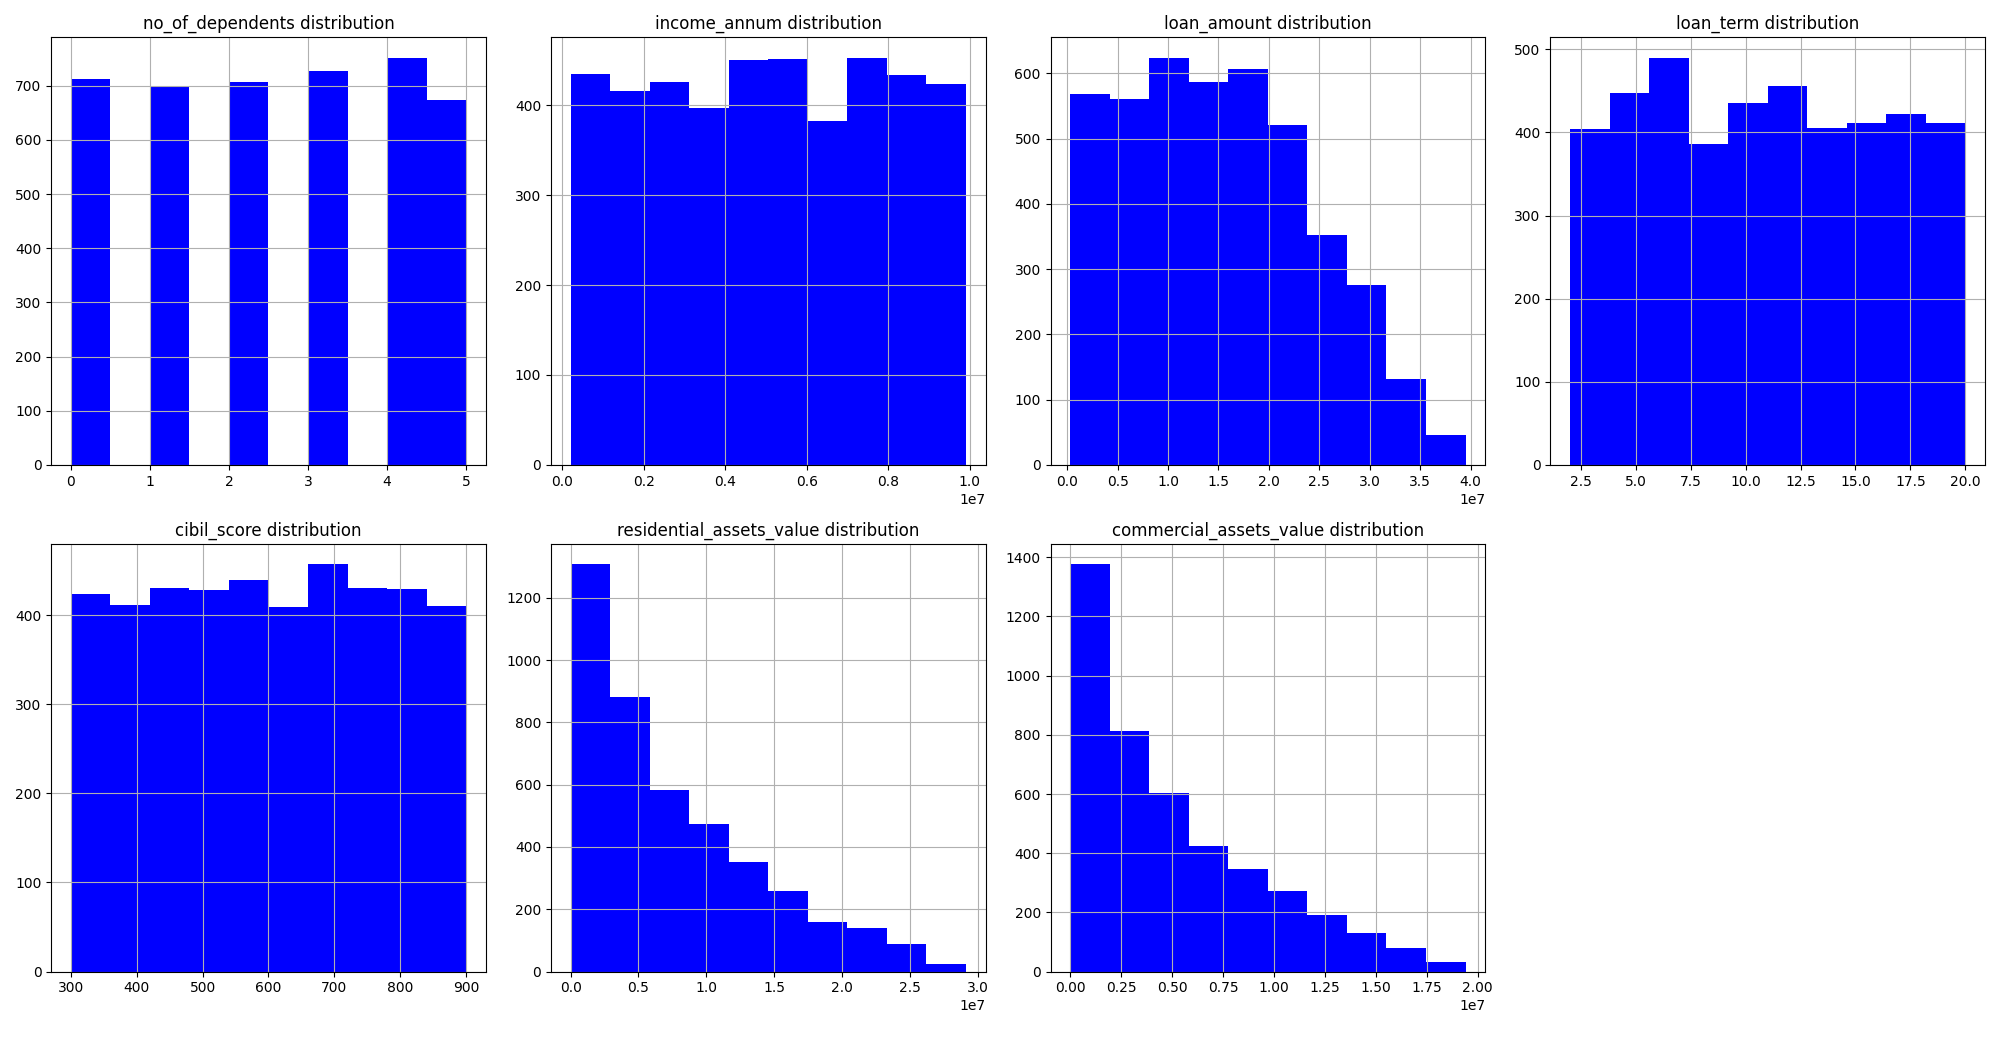 no_of_dependents distribution
700
600
500
400
300
200
100
0
0 1 2 3 4 5
income_annum distribution
400
300
200
100
0
0.0 0.2 0.4 0.6 0.8 1.0
1e7
loan_amount distribution
600
500
400
300
200
100
0
0.0 0.5 1.0 1.5 2.0 2.5 3.0 3.5 4.0
1e7
loan_term distribution
500
400
300
200
100
0
2.5 5.0 7.5 10.0 12.5 15.0 17.5 20.0
cibil_score distribution
400
300
200
100
0
300 400 500 600 700 800 900
residential_assets_value distribution
1200
1000
800
600
400
200
0
0.0 0.5 1.0 1.5 2.0 2.5 3.0
1e7
commercial_assets_value distribution
1400
1200
1000
800
600
400
200
0
0.00 0.25 0.50 0.75 1.00 1.25 1.50 1.75 2.00
1e7